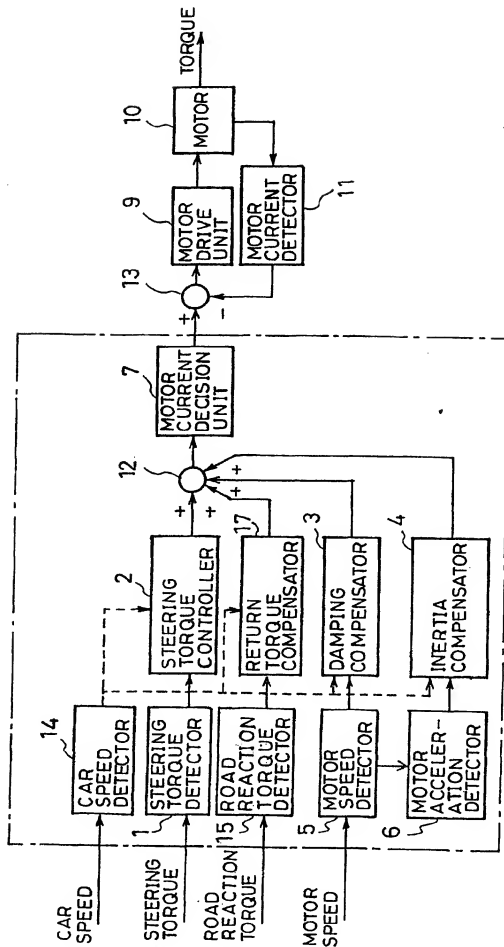 CAR
SPEED
STEERING
TORQUE
ROAD
REACTION
TORQUE
MOTOR
SPEED
14
CAR
SPEED
DETECTOR
1
STEERING
TORQUE
DETECTOR
15
ROAD
REACTION
TORQUE
DETECTOR
5
MOTOR
SPEED
DETECTOR
6
MOTOR
ACCELER-
ATION
DETECTOR
2
STEERING
TORQUE
CONTROLLER
17
RETURN
TORQUE
COMPENSATOR
3
DAMPING
COMPENSATOR
4
INERTIA
COMPENSATOR
12
+
+
+
+
7
MOTOR
CURRENT
DECISION
UNIT
13
+
−
9
MOTOR
DRIVE
UNIT
10
MOTOR
TORQUE
MOTOR
CURRENT
DETECTOR
11